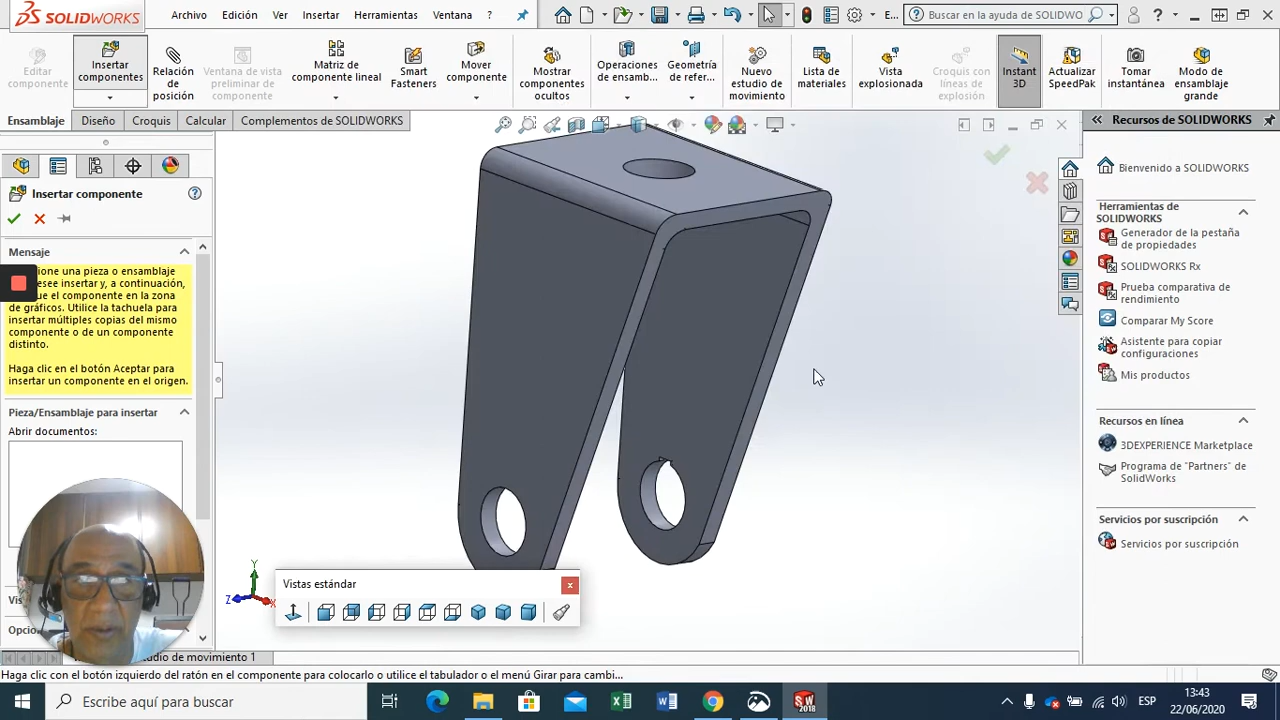 SOLIDWORKS
Archivo
Edición
Ver
Insertar
Herramientas
Ventana
?
E...
Buscar en la ayuda de SOLIDWO
?
Editar
componente
Insertar
componentes
Relación
de
posición
Ventana de vista
preliminar de
componente
Matriz de
componente lineal
Smart
Fasteners
Mover
componente
Mostrar
componentes
ocultos
Operaciones
de ensamb...
Geometría
de refer...
Nuevo
estudio de
movimiento
Lista de
materiales
Vista
explosionada
Croquis con
líneas de
explosión
Instant
3D
Actualizar
SpeedPak
Tomar
instantánea
Modo de
ensamblaje
grande
Ensamblaje
Diseño
Croquis
Calcular
Complementos de SOLIDWORKS
Insertar componente
Mensaje
ione una pieza o ensamblaje
esee insertar y, a continuación,
ue el componente en la zona
de gráficos. Utilice la tachuela para
insertar múltiples copias del mismo
componente o de un componente
distinto.
Haga clic en el botón Aceptar para
insertar un componente en el origen.
Pieza/Ensamblaje para insertar
Abrir documentos:
Vis
Opcio
Y
Z
X
Vistas estándar
x
tudio de movimiento 1
Haga clic con el botón izquierdo del ratón en el componente para colocarlo o utilice el tabulador o el menú Girar para cambi...
Recursos de SOLIDWORKS
Bienvenido a SOLIDWORKS
Herramientas de
SOLIDWORKS
Generador de la pestaña
de propiedades
SOLIDWORKS Rx
Prueba comparativa de
rendimiento
Comparar My Score
Asistente para copiar
configuraciones
Mis productos
Recursos en línea
3DEXPERIENCE Marketplace
Programa de "Partners" de
SolidWorks
Servicios por suscripción
Servicios por suscripción
Escribe aquí para buscar
SW
2018
ESP
13:43
22/06/2020